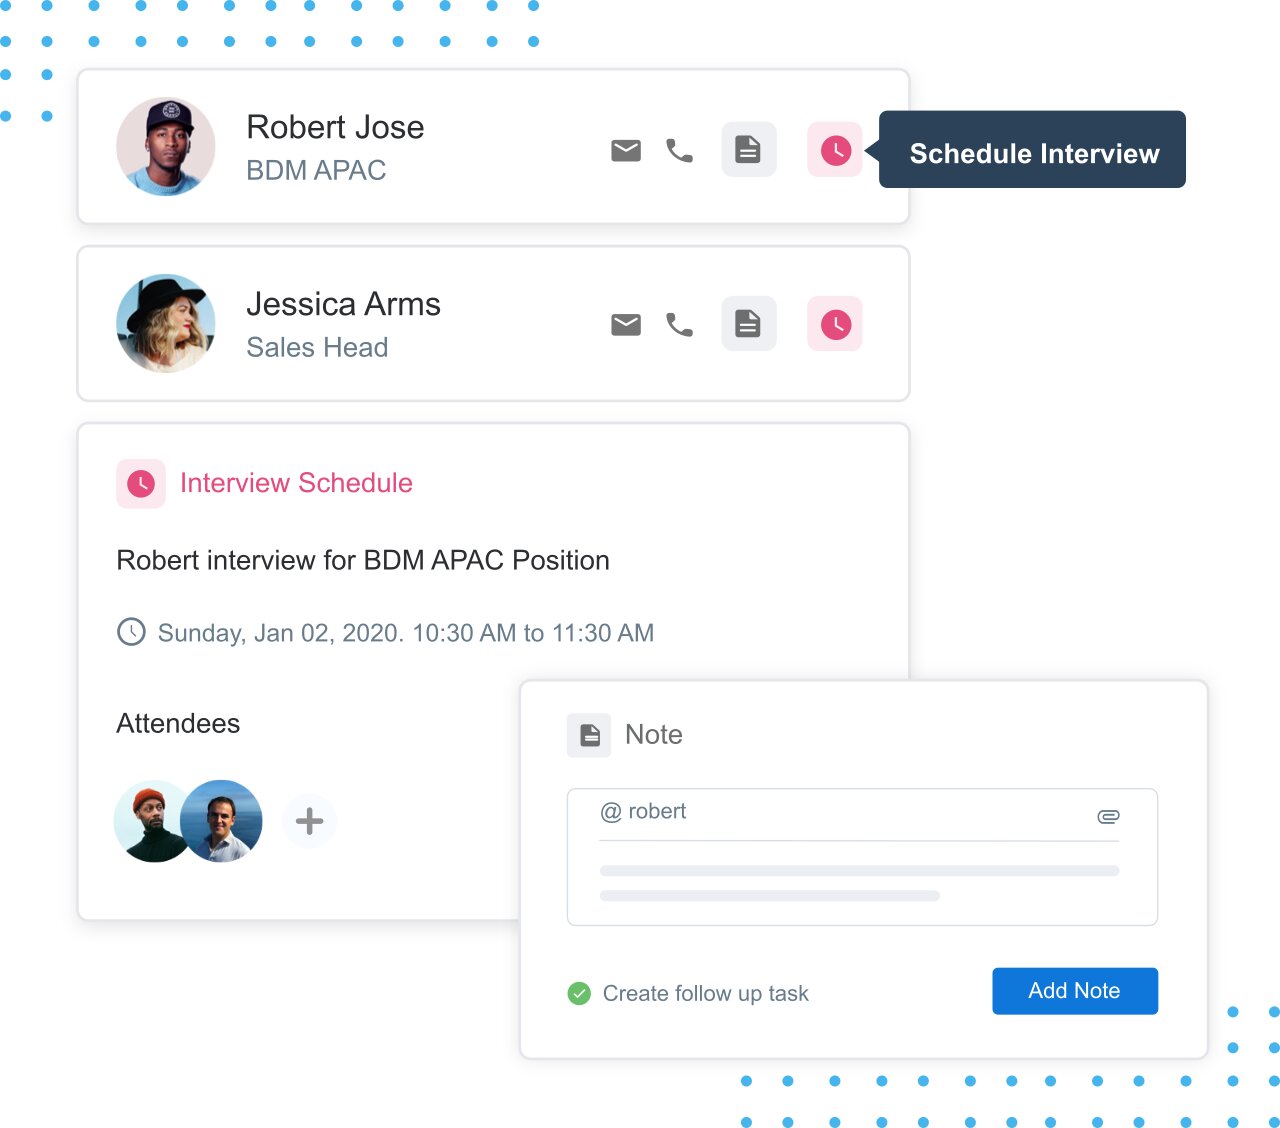 Robert Jose
BDM APAC
Schedule Interview
Jessica Arms
Sales Head
Interview Schedule
Robert interview for BDM APAC Position
Sunday, Jan 02, 2020. 10:30 AM to 11:30 AM
Attendees
Note
@ robert
Create follow up task
Add Note